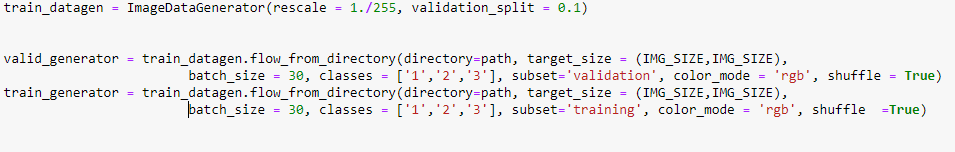 train_datagen = ImageDataGenerator(rescale = 1./255, validation_split = 0.1)
valid_generator = train_datagen.flow_from_directory(directory=path, target_size = (IMG_SIZE,IMG_SIZE),
batch_size = 30, classes = ['1','2','3'], subset='validation', color_mode = 'rgb', shuffle = True)
train_generator = train_datagen.flow_from_directory(directory=path, target_size = (IMG_SIZE,IMG_SIZE),
batch_size = 30, classes = ['1','2','3'], subset='training', color_mode = 'rgb', shuffle  =True)